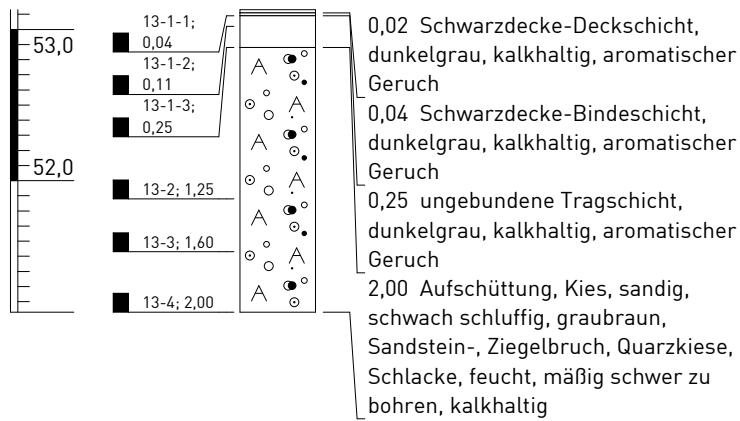 53,0
52,0
13-1-1;
0,04
13-1-2;
0,11
13-1-3;
0,25
13-2; 1,25
13-3; 1,60
13-4; 2,00
0,02 Schwarzdecke-Deckschicht,
dunkelgrau, kalkhaltig, aromatischer
Geruch
0,04 Schwarzdecke-Bindeschicht,
dunkelgrau, kalkhaltig, aromatischer
Geruch
0,25 ungebundene Tragschicht,
dunkelgrau, kalkhaltig, aromatischer
Geruch
2,00 Aufschüttung, Kies, sandig,
schwach schluffig, graubraun,
Sandstein-, Ziegelbruch, Quarzkiese,
Schlacke, feucht, mäßig schwer zu
bohren, kalkhaltig